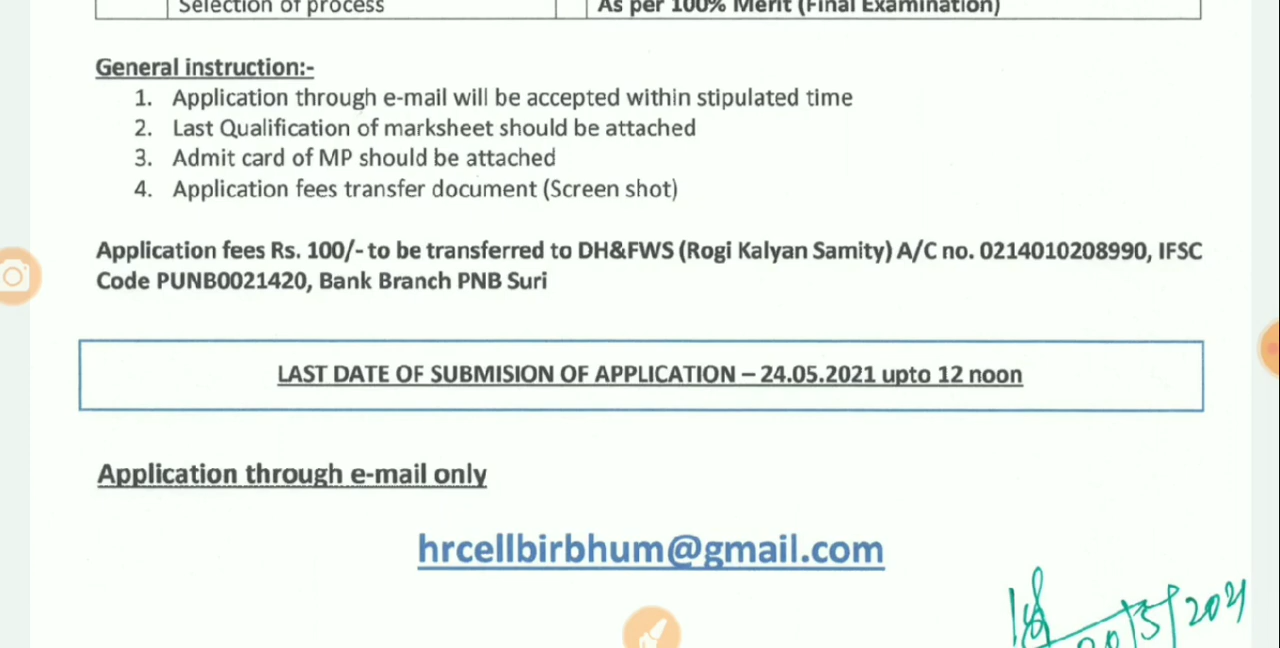 Selection of process As per 100% Merit (Final Examination)
General instruction:-
1. Application through e-mail will be accepted within stipulated time
2. Last Qualification of marksheet should be attached
3. Admit card of MP should be attached
4. Application fees transfer document (Screen shot)
Application fees Rs. 100/- to be transferred to DH&FWS (Rogi Kalyan Samity) A/C no. 0214010208990, IFSC
Code PUNB0021420, Bank Branch PNB Suri
LAST DATE OF SUBMISION OF APPLICATION – 24.05.2021 upto 12 noon
Application through e-mail only
hrcellbirbhum@gmail.com
20/5/2021